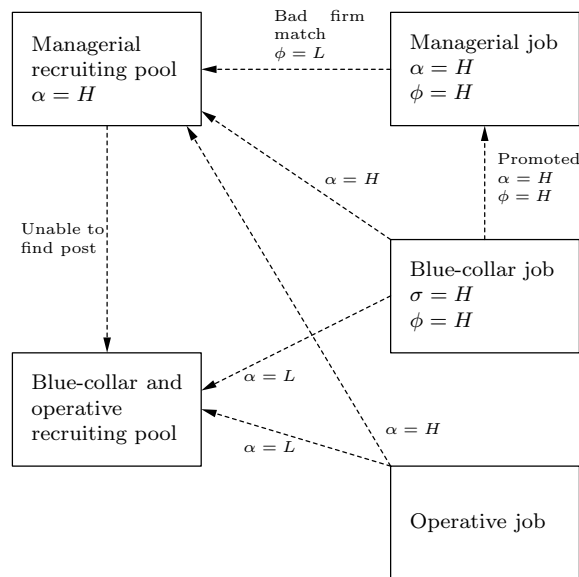 Managerial
recruiting pool
α = H
Bad firm
match
ϕ = L
Managerial job
α = H
ϕ = H
α = H
Promoted
α = H
ϕ = H
Unable to
find post
Blue-collar job
σ = H
ϕ = H
Blue-collar and
operative
recruiting pool
α = L
α = H
α = L
Operative job